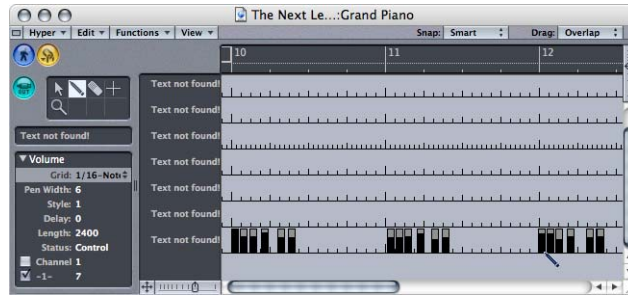 The Next Le...:Grand Piano
Hyper Edit Functions View Snap: Smart Drag: Overlap
10 11 12
Text not found!
Text not found!
Text not found!
Text not found!
Text not found!
Text not found!
Text not found!
Text not found!
Volume
Grid: 1/16-Note
Pen Width: 6
Style: 1
Delay: 0
Length: 2400
Status: Control
Channel 1
-1- 7